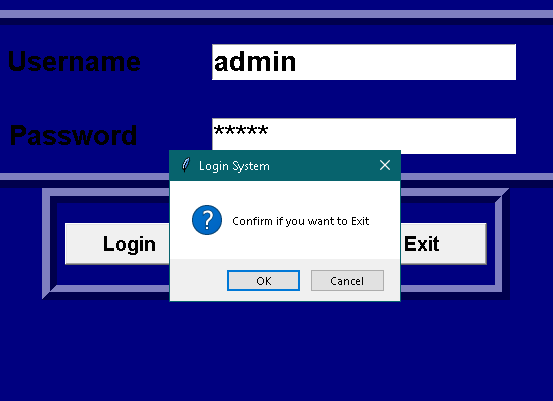 Username
admin
Password
*****
Login System
Confirm if you want to Exit
Login
Exit
OK
Cancel